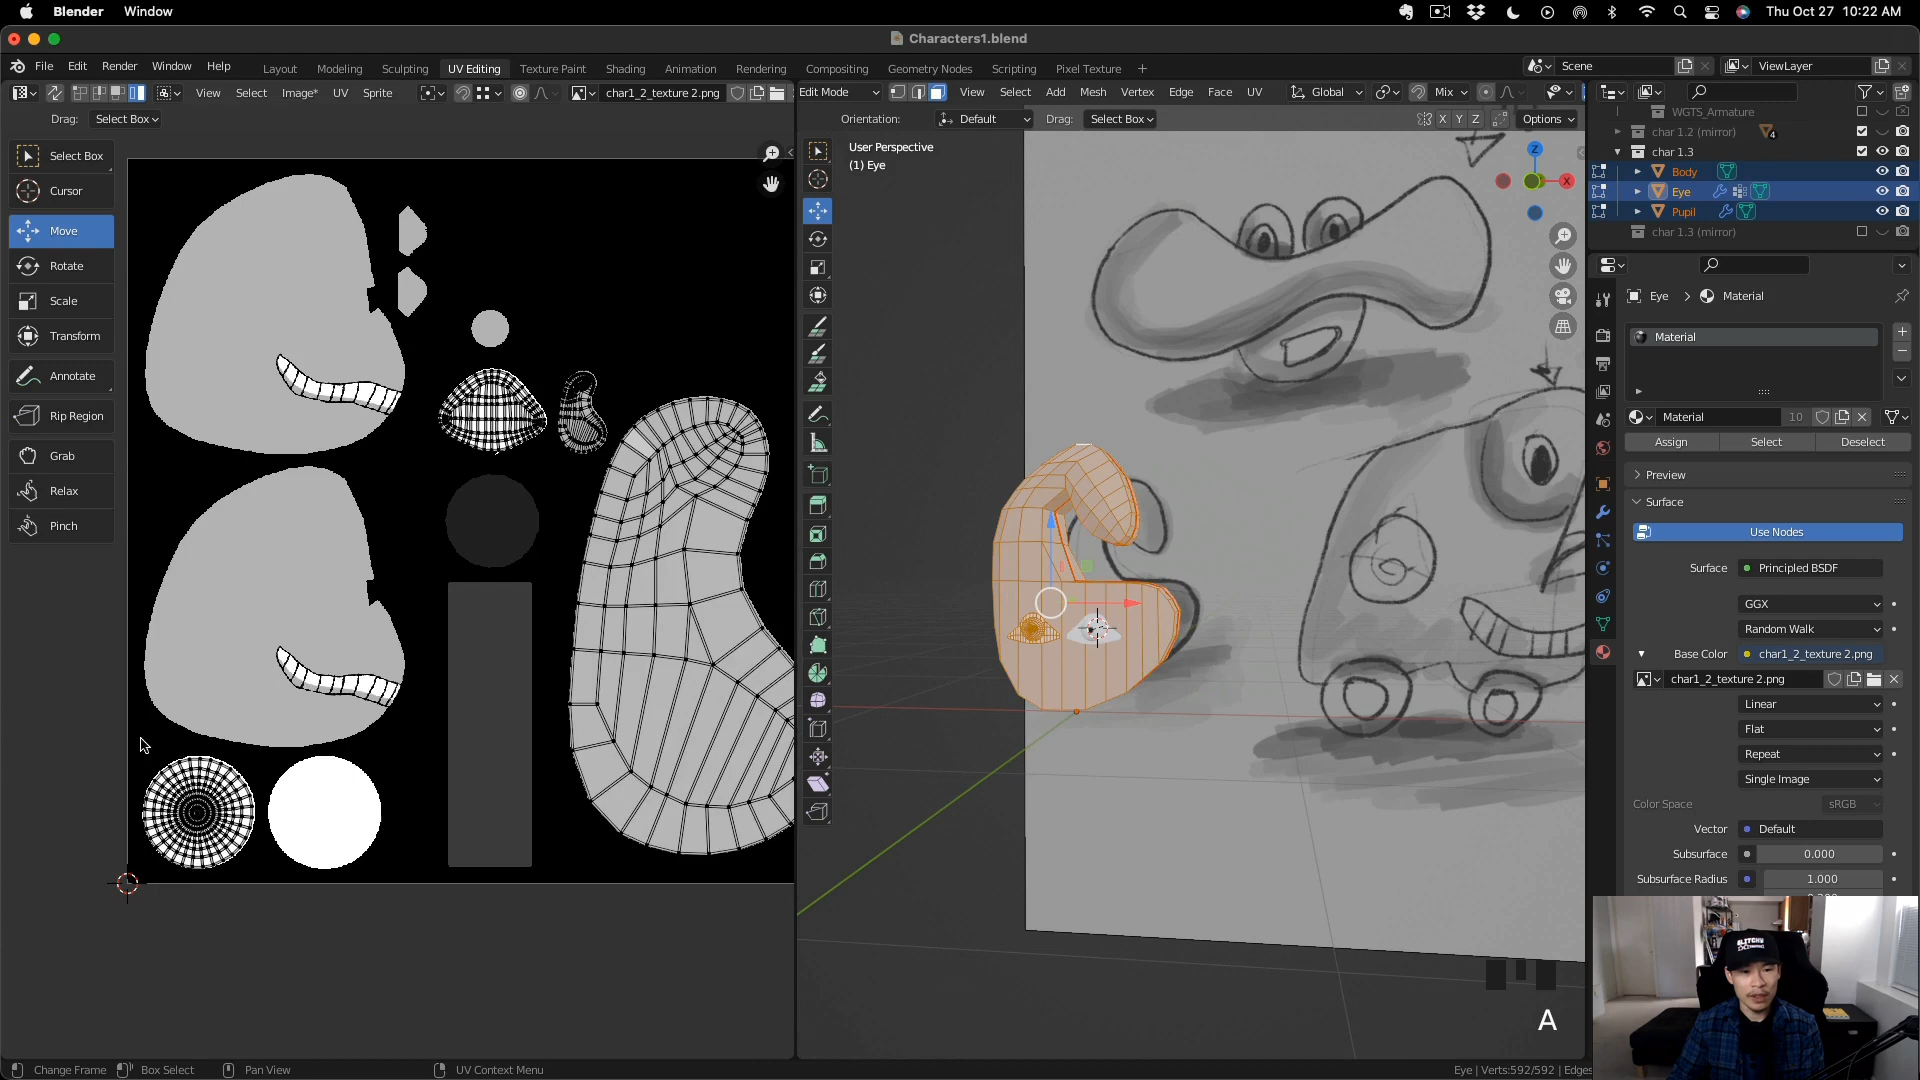 Blender Window
Thu Oct 27 10:22 AM
Characters1.blend
File Edit Render Window Help
Layout Modeling Sculpting UV Editing Texture Paint Shading Animation Rendering Compositing Geometry Nodes Scripting Pixel Texture +
Scene
ViewLayer
View Select Image* UV Sprite
char1_2_texture 2.png
Edit Mode View Select Add Mesh Vertex Edge Face UV
Global
Mix
Drag: Select Box
Orientation: Default Drag: Select Box
X Y Z
Options
Select Box
Cursor
Move
Rotate
Scale
Transform
Annotate
Rip Region
Grab
Relax
Pinch
User Perspective
(1) Eye
Z
X
WGTS_Armature
char 1.2 (mirror)
4
char 1.3
Body
Eye
Pupil
char 1.3 (mirror)
Eye > Material
Material
Material 10
Assign Select Deselect
Preview
Surface
Use Nodes
Surface Principled BSDF
GGX
Random Walk
Base Color char1_2_texture 2.png
char1_2_texture 2.png
Linear
Flat
Repeat
Single Image
Color Space sRGB
Vector Default
Subsurface 0.000
Subsurface Radius 1.000
A
Change Frame Box Select Pan View UV Context Menu
Eye | Verts:592/592 | Edges